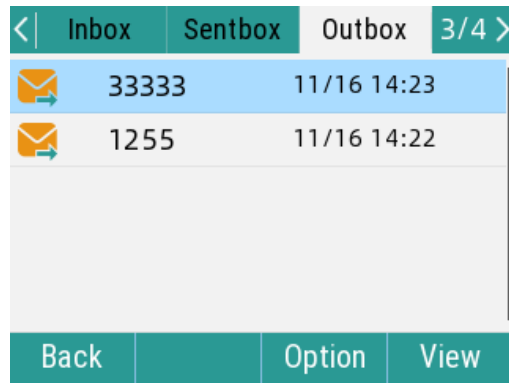 Inbox Sentbox Outbox 3/4
33333 11/16 14:23
1255 11/16 14:22
Back Option View